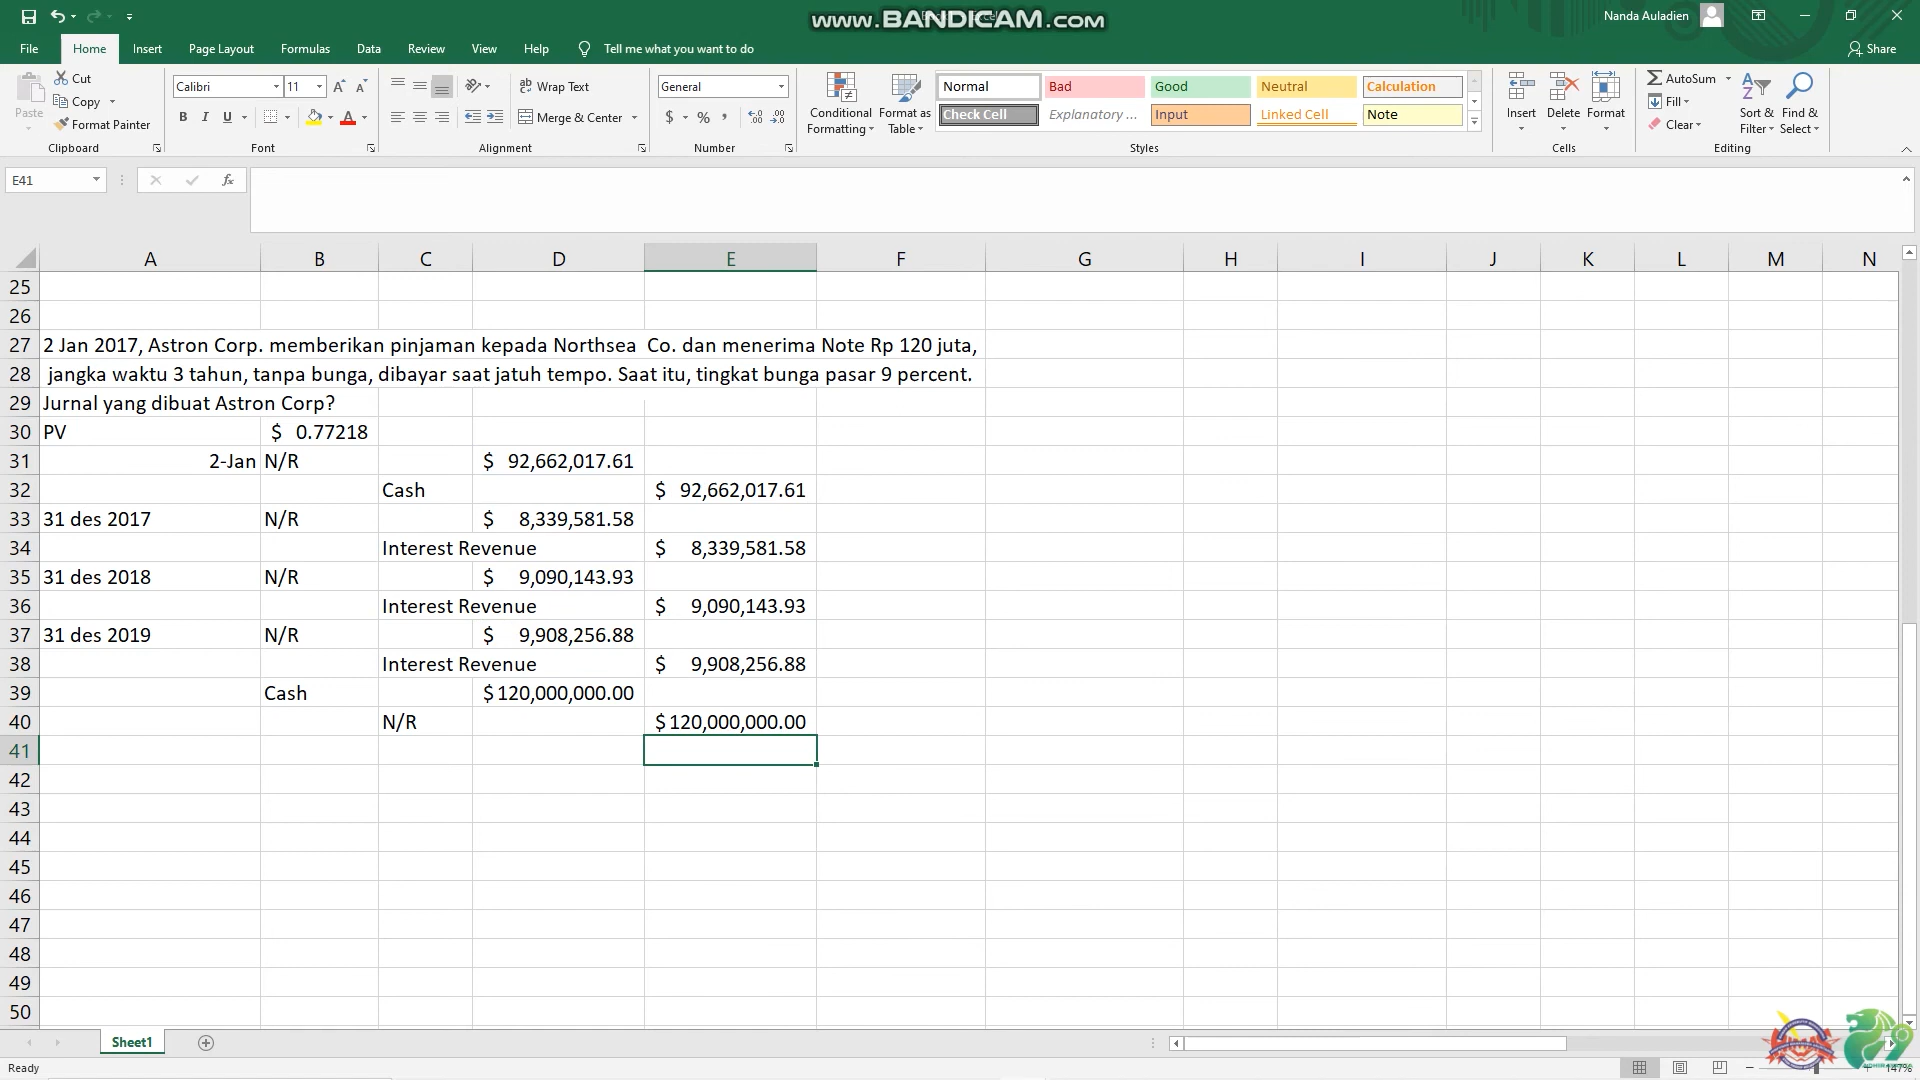 www.BANDICAM.com
Nanda Auladien
File Home Insert Page Layout Formulas Data Review View Help Tell me what you want to do Share
Paste
Cut
Copy
Format Painter
Clipboard
Calibri 11
B I U
Font
Wrap Text
Merge & Center
Alignment
General
$ % ,
Number
Conditional Formatting
Format as Table
Normal Bad Good Neutral Calculation
Check Cell Explanatory ... Input Linked Cell Note
Styles
Insert Delete Format
Cells
AutoSum
Fill
Clear
Sort & Filter
Find & Select
Editing
E41 fx
A B C D E F G H I J K L M N
25
26
27 2 Jan 2017, Astron Corp. memberikan pinjaman kepada Northsea Co. dan menerima Note Rp 120 juta,
28 jangka waktu 3 tahun, tanpa bunga, dibayar saat jatuh tempo. Saat itu, tingkat bunga pasar 9 percent.
29 Jurnal yang dibuat Astron Corp?
30 PV $ 0.77218
31 2-Jan N/R $ 92,662,017.61
32 Cash $ 92,662,017.61
33 31 des 2017 N/R $ 8,339,581.58
34 Interest Revenue $ 8,339,581.58
35 31 des 2018 N/R $ 9,090,143.93
36 Interest Revenue $ 9,090,143.93
37 31 des 2019 N/R $ 9,908,256.88
38 Interest Revenue $ 9,908,256.88
39 Cash $120,000,000.00
40 N/R $120,000,000.00
41
42
43
44
45
46
47
48
49
50
Sheet1
Ready 147%